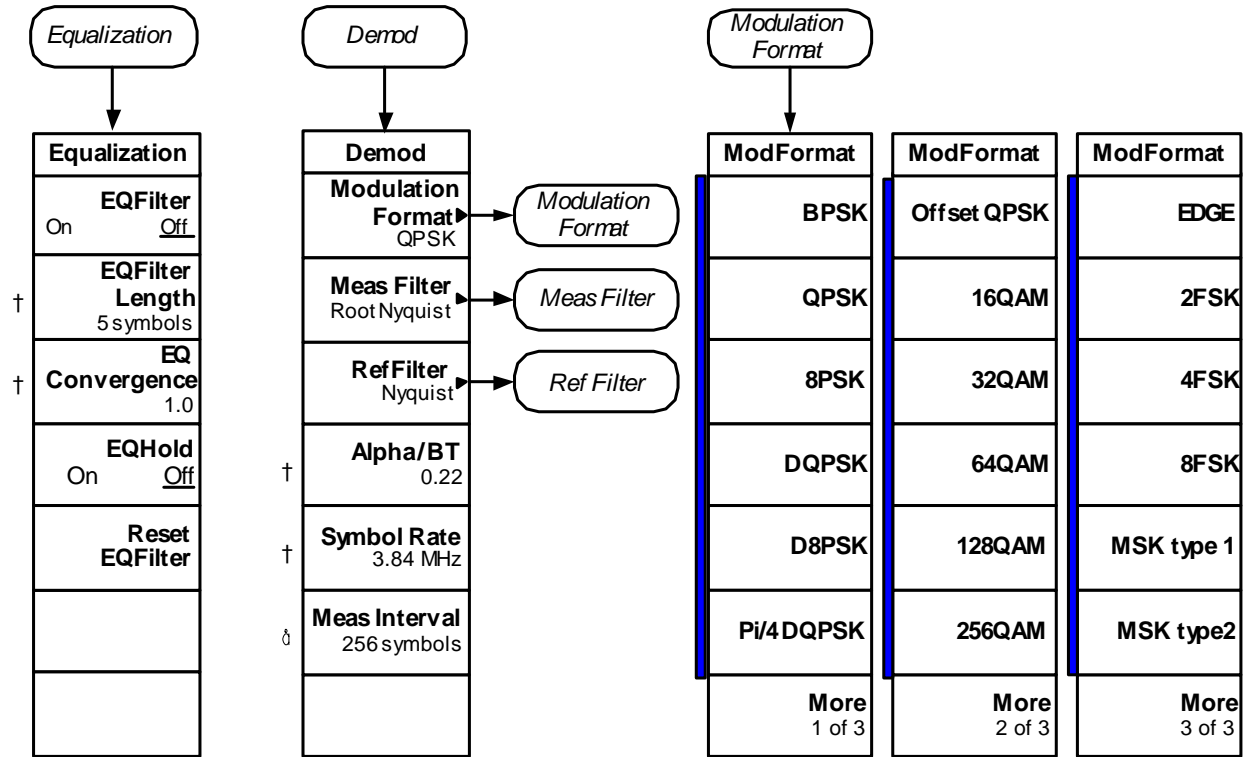 Equalization
Equalization
EQFilter
On Off
EQFilter
Length
5 symbols
†
EQ
Convergence
1.0
†
EQHold
On Off
Reset
EQFilter
Demod
Demod
Modulation
Format
QPSK
Modulation
Format
Meas Filter
Root Nyquist
Meas Filter
Ref Filter
Nyquist
Ref Filter
†
Alpha/BT
0.22
†
Symbol Rate
3.84 MHz
Meas Interval
256 symbols
Modulation
Format
ModFormat
BPSK
QPSK
8PSK
DQPSK
D8PSK
Pi/4 DQPSK
More
1 of 3
ModFormat
Offset QPSK
16QAM
32QAM
64QAM
128QAM
256QAM
More
2 of 3
ModFormat
EDGE
2FSK
4FSK
8FSK
MSK type 1
MSK type2
More
3 of 3